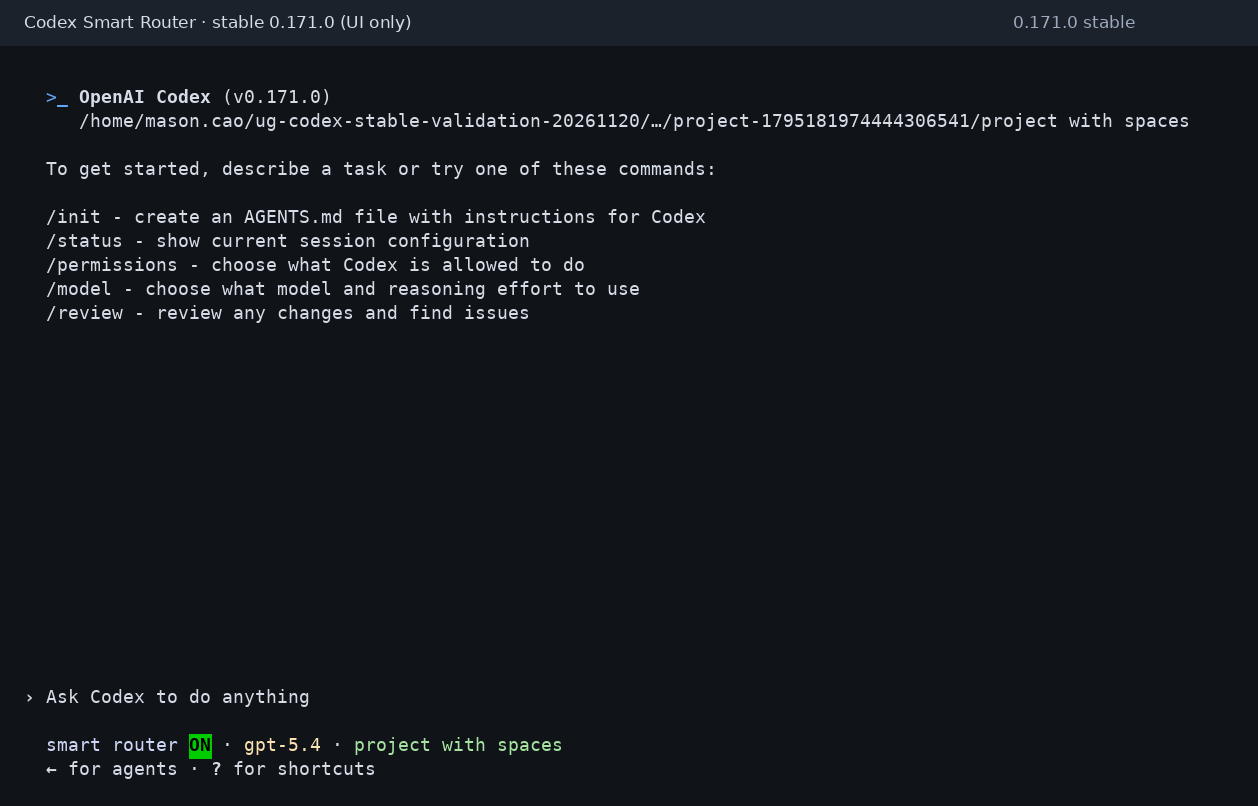 Codex Smart Router · stable 0.171.0 (UI only)
0.171.0 stable
>_ OpenAI Codex (v0.171.0)
/home/mason.cao/ug-codex-stable-validation-20261120/…/project-1795181974444306541/project with spaces
To get started, describe a task or try one of these commands:
/init - create an AGENTS.md file with instructions for Codex
/status - show current session configuration
/permissions - choose what Codex is allowed to do
/model - choose what model and reasoning effort to use
/review - review any changes and find issues
› Ask Codex to do anything
smart router ON · gpt-5.4 · project with spaces
← for agents · ? for shortcuts